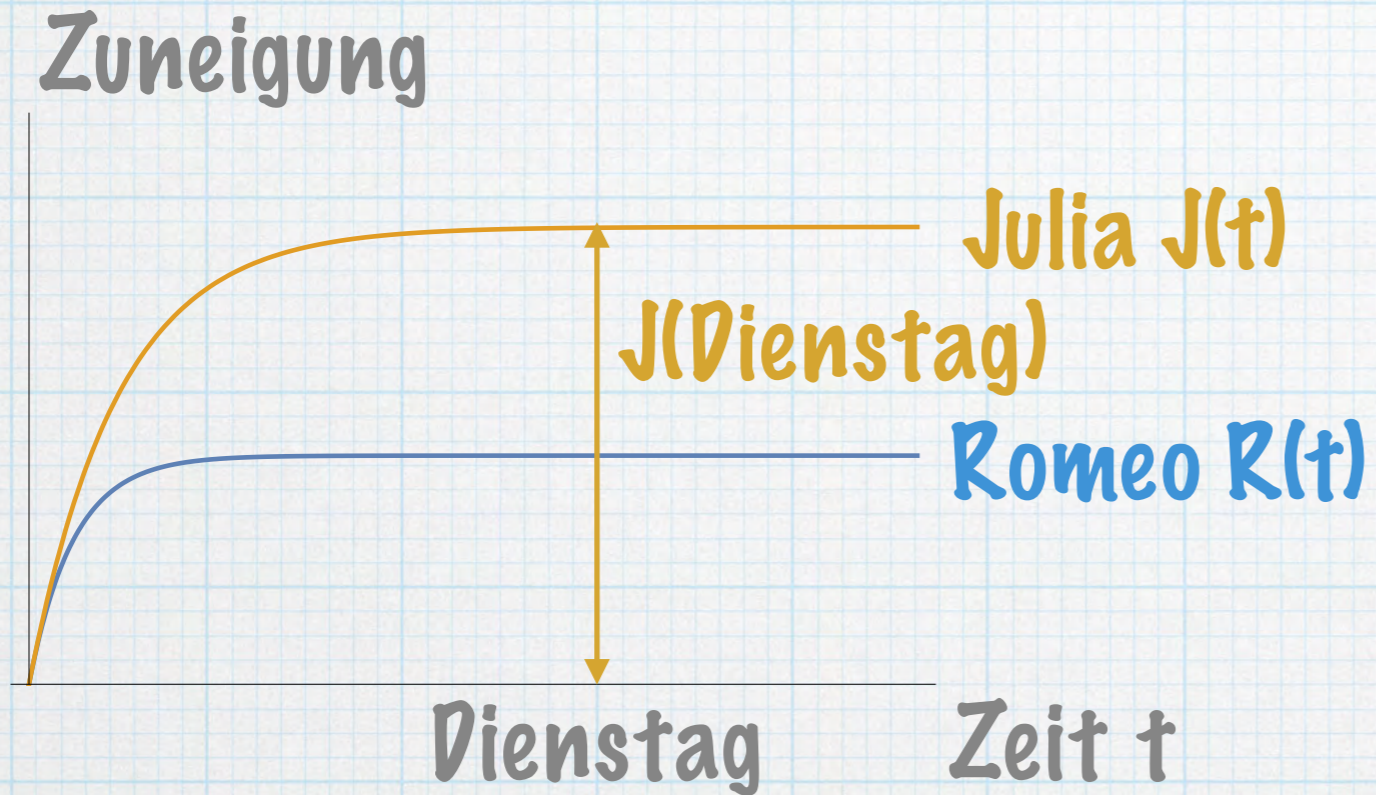 Zuneigung
Julia J(t)
J(Dienstag)
Romeo R(t)
Dienstag
Zeit t